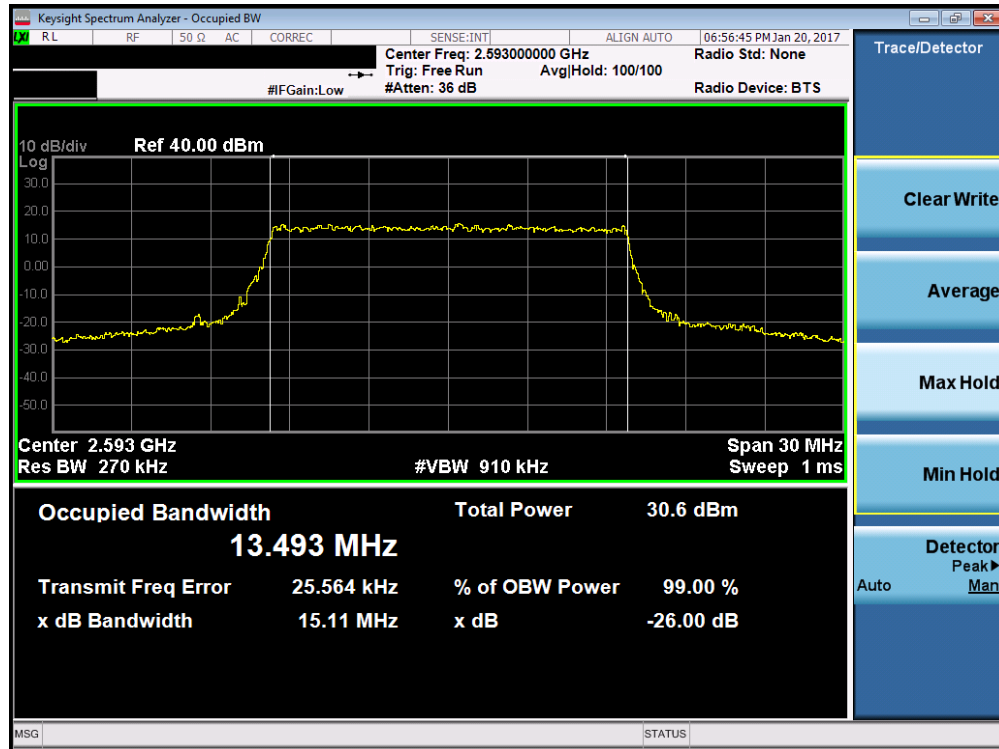 Keysight Spectrum Analyzer - Occupied BW
LXI RL RF 50 Ω AC CORREC SENSE:INT ALIGN AUTO 06:56:45 PM Jan 20, 2017
Center Freq: 2.593000000 GHz Radio Std: None
Trig: Free Run Avg|Hold: 100/100
#IFGain:Low #Atten: 36 dB Radio Device: BTS
Trace/Detector
10 dB/div Ref 40.00 dBm
Log
30.0
20.0
10.0
0.00
-10.0
-20.0
-30.0
-40.0
-50.0
Center 2.593 GHz Span 30 MHz
Res BW 270 kHz #VBW 910 kHz Sweep 1 ms
Occupied Bandwidth Total Power 30.6 dBm
13.493 MHz
Transmit Freq Error 25.564 kHz % of OBW Power 99.00 %
x dB Bandwidth 15.11 MHz x dB -26.00 dB
Clear Write
Average
Max Hold
Min Hold
Detector
Peak▶
Auto Man
MSG STATUS